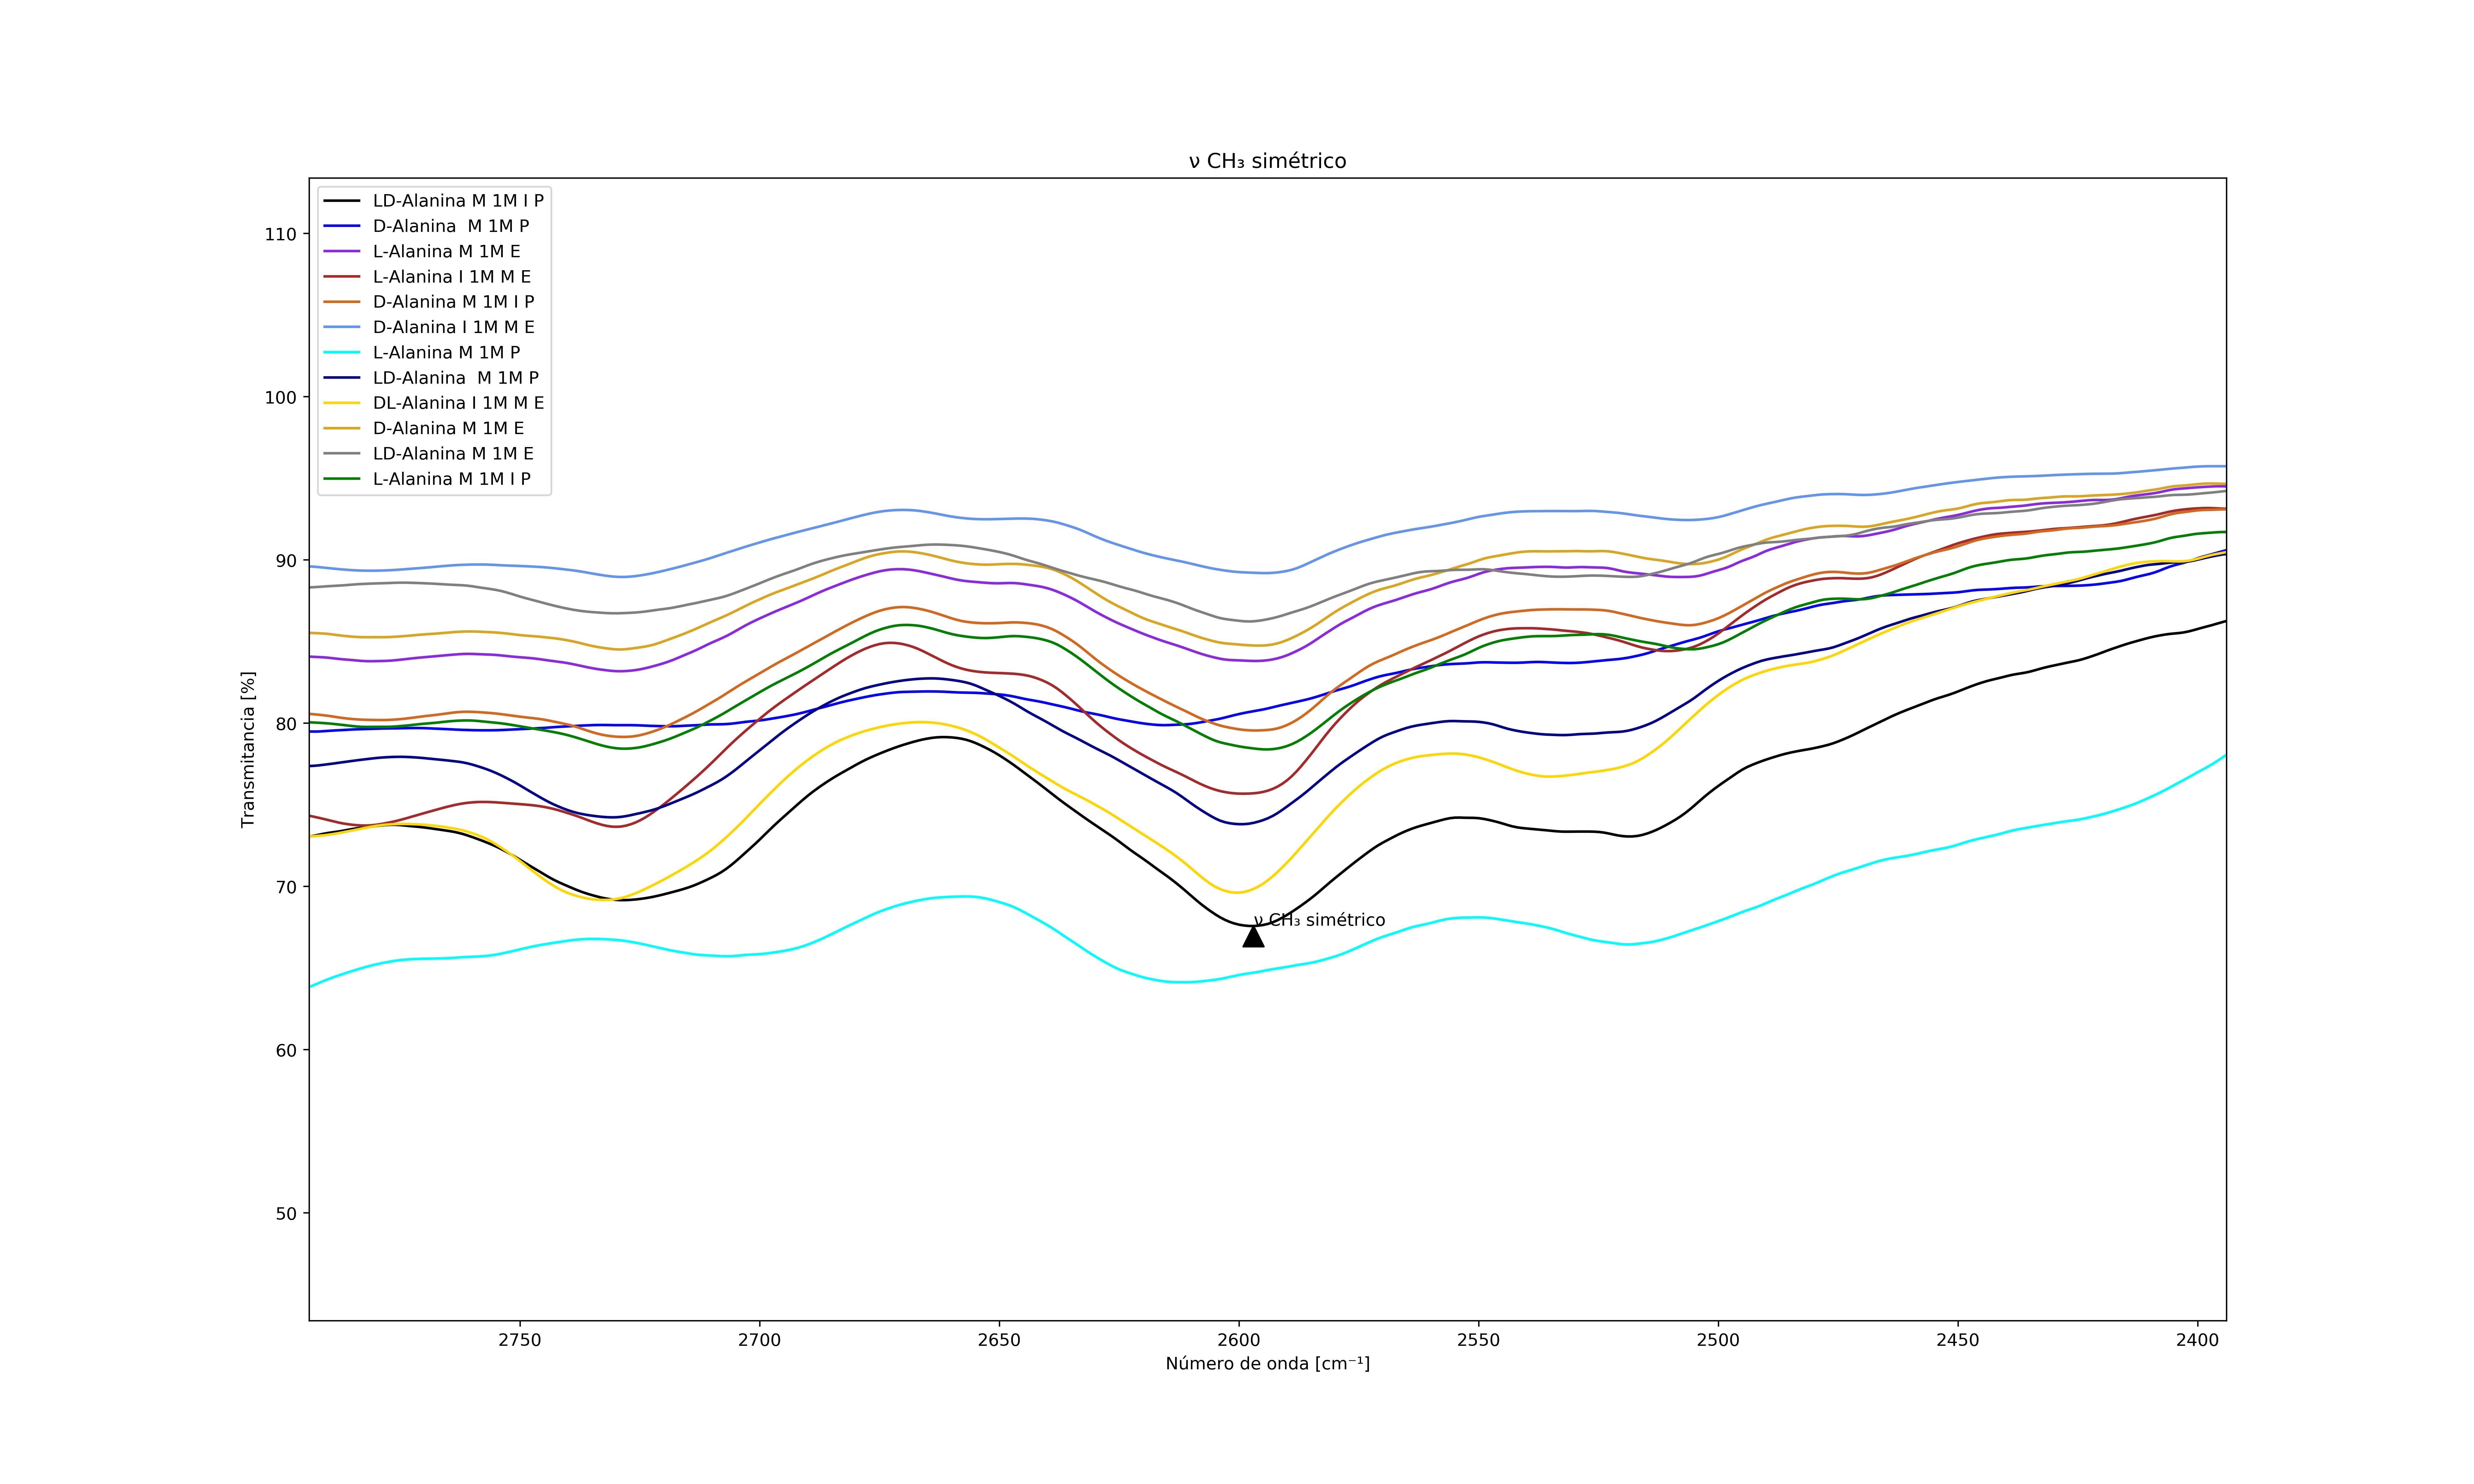 ν CH₃ simétrico
LD-Alanina M 1M I P
D-Alanina  M 1M P
L-Alanina M 1M E
L-Alanina I 1M M E
D-Alanina M 1M I P
D-Alanina I 1M M E
L-Alanina M 1M P
LD-Alanina  M 1M P
DL-Alanina I 1M M E
D-Alanina M 1M E
LD-Alanina M 1M E
L-Alanina M 1M I P
110
100
90
80
70
60
50
Transmitancia [%]
ν CH₃ simétrico
2750 2700 2650 2600 2550 2500 2450 2400
Número de onda [cm⁻¹]